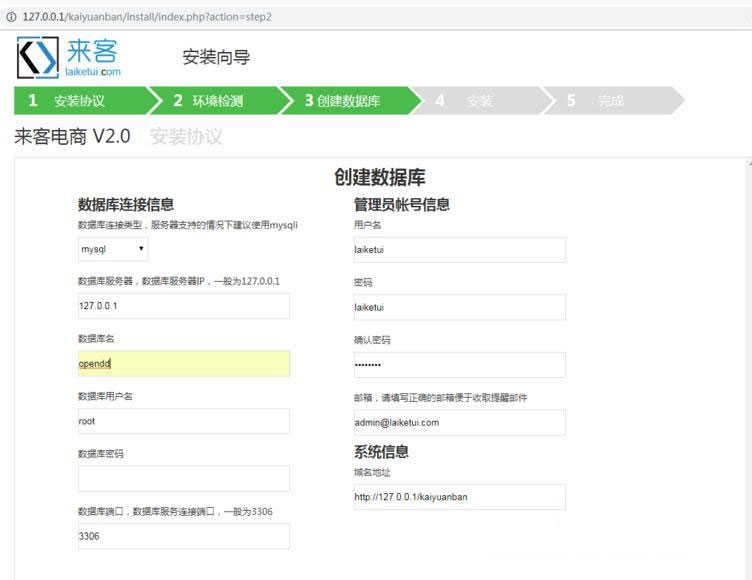 127.0.0.1/kaiyuanban/install/index.php?action=step2
来客
laiketui.com
安装向导
1 安装协议 2 环境检测 3 创建数据库 4 安装 5 完成
来客电商 V2.0 安装协议
创建数据库
数据库连接信息
数据库连接类型，服务器支持的情况下建议使用mysqli
mysql
数据库服务器，数据库服务器IP，一般为127.0.0.1
127.0.0.1
数据库名
opendd
数据库用户名
root
数据库密码
数据库端口，数据库服务连接端口，一般为3306
3306
管理员帐号信息
用户名
laiketui
密码
laiketui
确认密码
••••••••
邮箱，请填写正确的邮箱便于收取提醒邮件
admin@laiketui.com
系统信息
域名地址
http://127.0.0.1/kaiyuanban